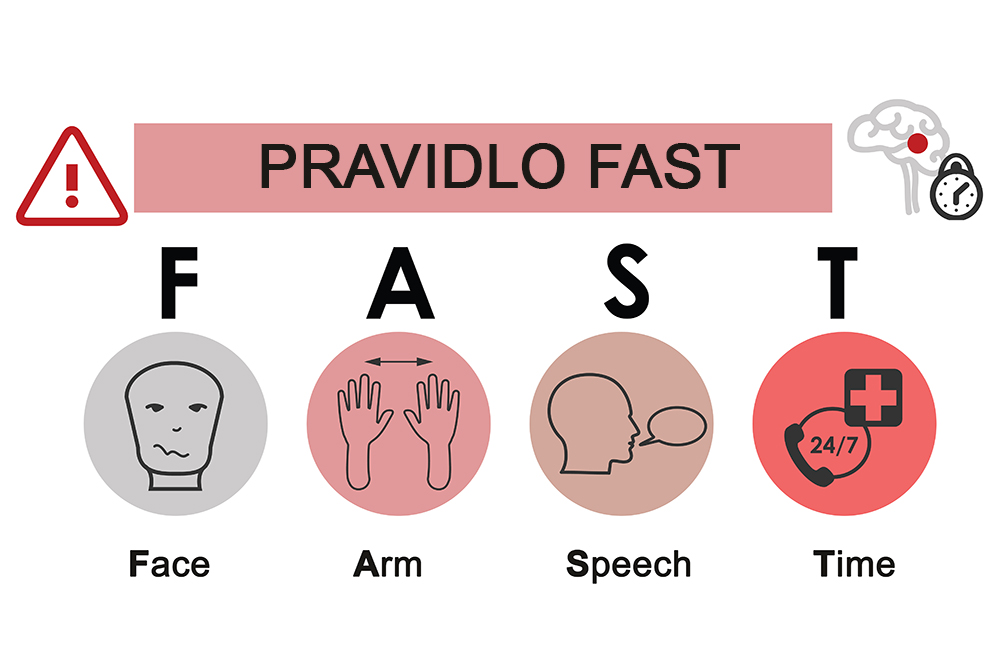 PRAVIDLO FAST
F A S T
24/7
Face Arm Speech Time